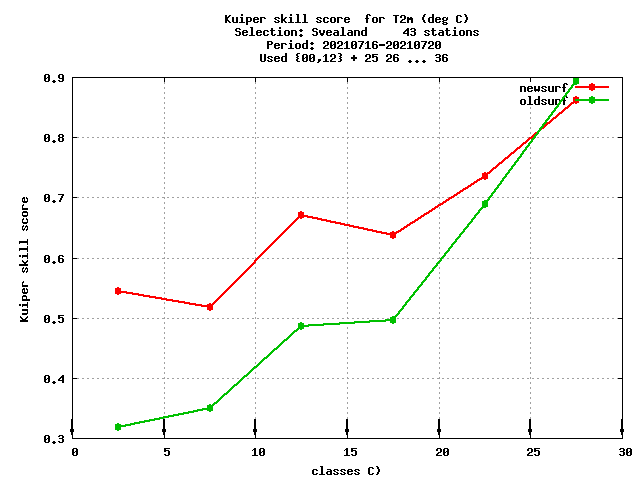 Kuiper skill score  for T2m (deg C)
Selection: Svealand     43 stations
Period: 20210716-20210720
Used {00,12} + 25 26 ... 36
newsurf
oldsurf
0.9
0.8
0.7
0.6
0.5
0.4
0.3
Kuiper skill score
0 5 10 15 20 25 30
classes C)